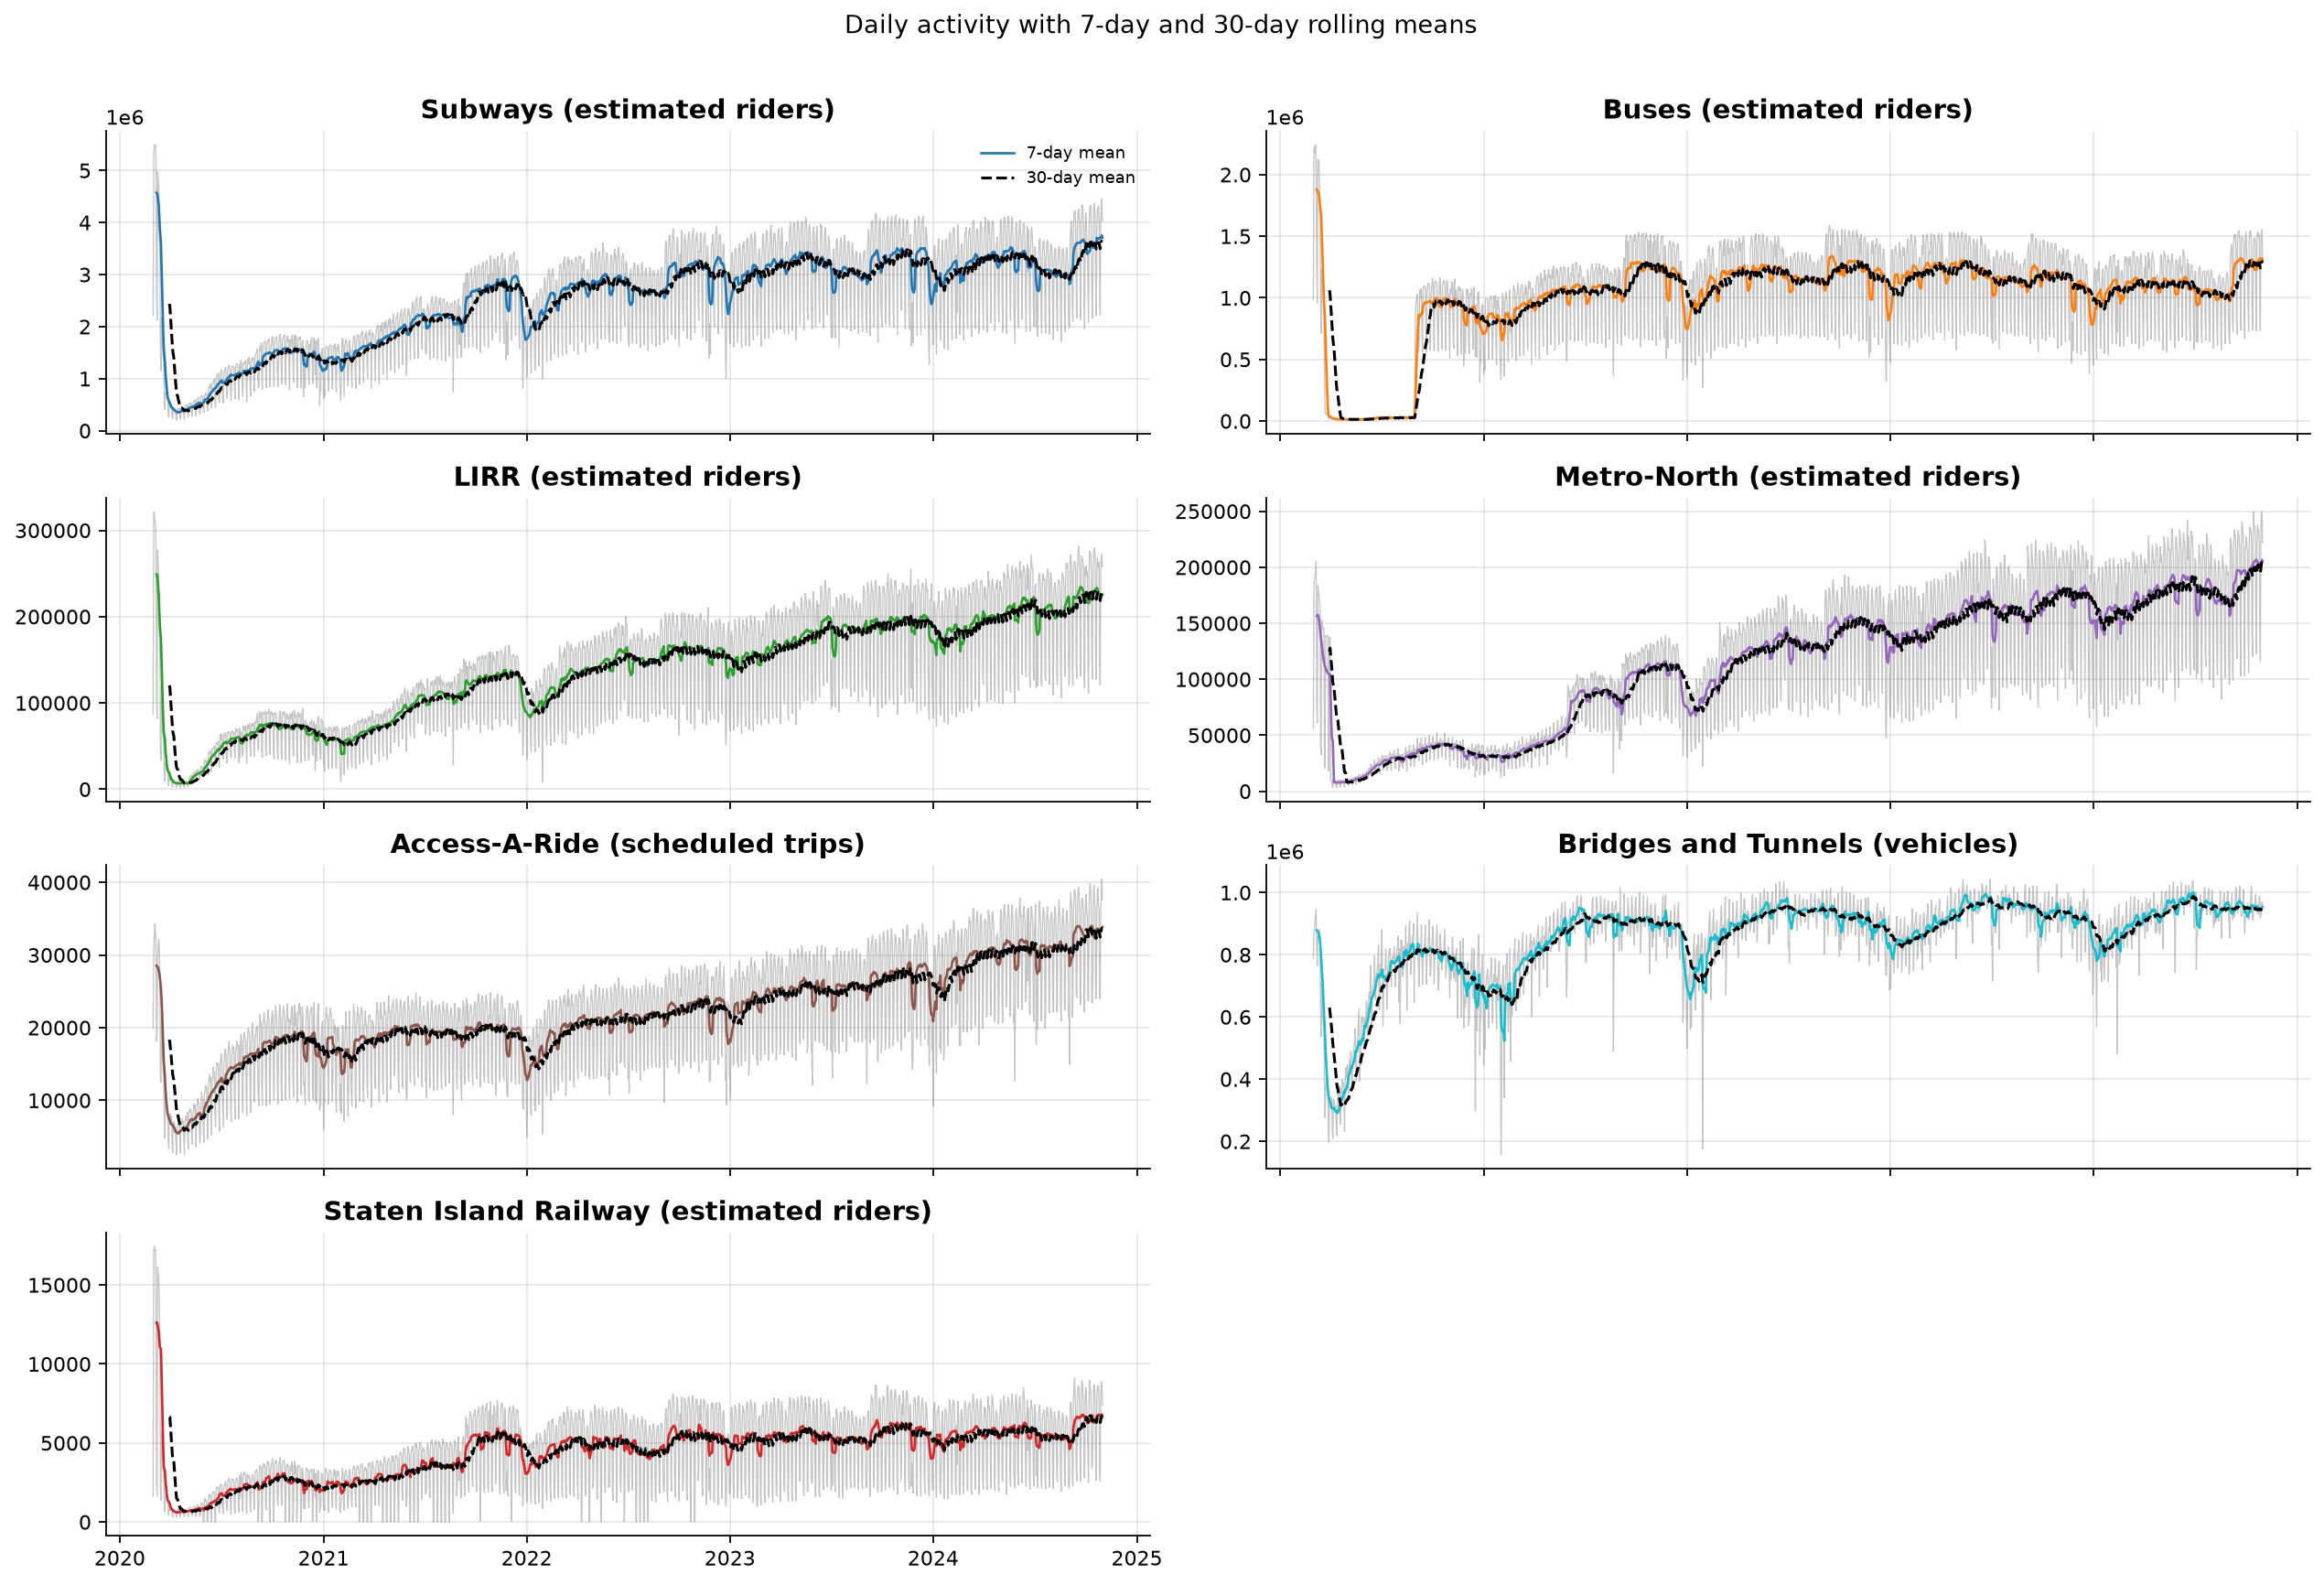 Daily activity with 7-day and 30-day rolling means
Subways (estimated riders)
1e6
5
4
3
2
1
0
7-day mean
30-day mean
Buses (estimated riders)
1e6
2.0
1.5
1.0
0.5
0.0
LIRR (estimated riders)
300000
200000
100000
0
Metro-North (estimated riders)
250000
200000
150000
100000
50000
0
Access-A-Ride (scheduled trips)
40000
30000
20000
10000
Bridges and Tunnels (vehicles)
1e6
1.0
0.8
0.6
0.4
0.2
Staten Island Railway (estimated riders)
15000
10000
5000
0
2020 2021 2022 2023 2024 2025